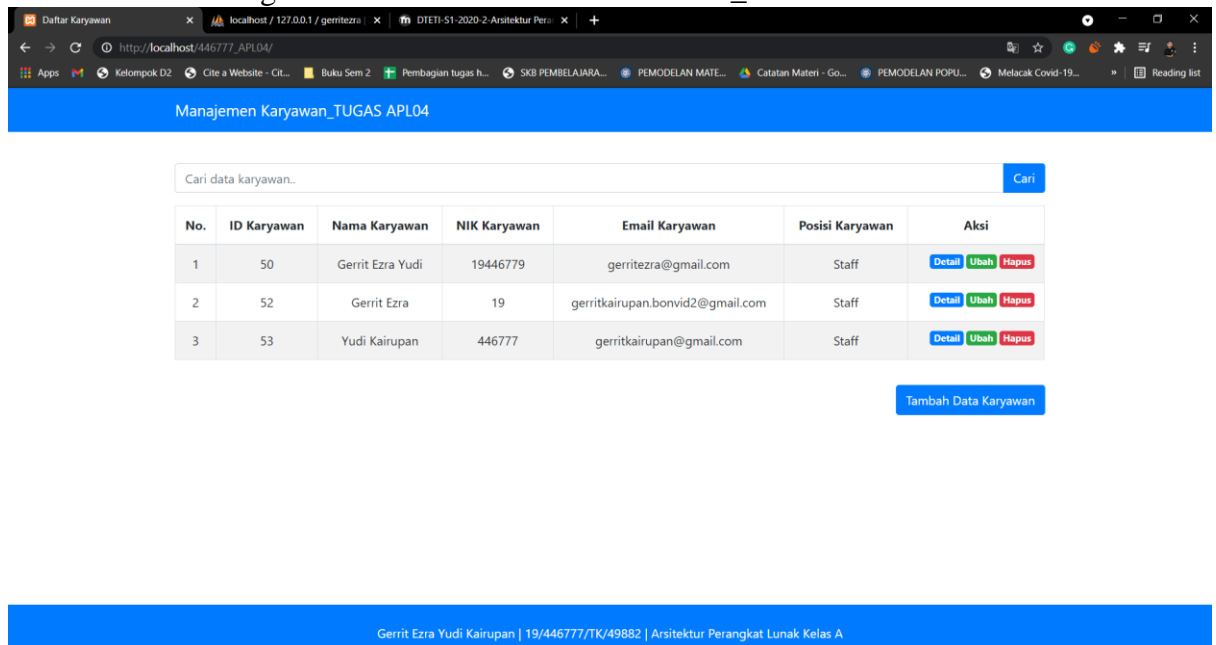 Daftar Karyawan
localhost / 127.0.0.1 / gerritezra |
DTETI-S1-2020-2-Arsitektur Pera
http://localhost/446777_APL04/
Apps
Kelompok D2
Cite a Website - Cit...
Buku Sem 2
Pembagian tugas h...
SKB PEMBELAJARA...
PEMODELAN MATE...
Catatan Materi - Go...
PEMODELAN POPU...
Melacak Covid-19...
»
Reading list
Manajemen Karyawan_TUGAS APL04
Cari data karyawan..
Cari
No. ID Karyawan Nama Karyawan NIK Karyawan Email Karyawan Posisi Karyawan Aksi
1 50 Gerrit Ezra Yudi 19446779 gerritezra@gmail.com Staff Detail Ubah Hapus
2 52 Gerrit Ezra 19 gerritkairupan.bonvid2@gmail.com Staff Detail Ubah Hapus
3 53 Yudi Kairupan 446777 gerritkairupan@gmail.com Staff Detail Ubah Hapus
Tambah Data Karyawan
Gerrit Ezra Yudi Kairupan | 19/446777/TK/49882 | Arsitektur Perangkat Lunak Kelas A